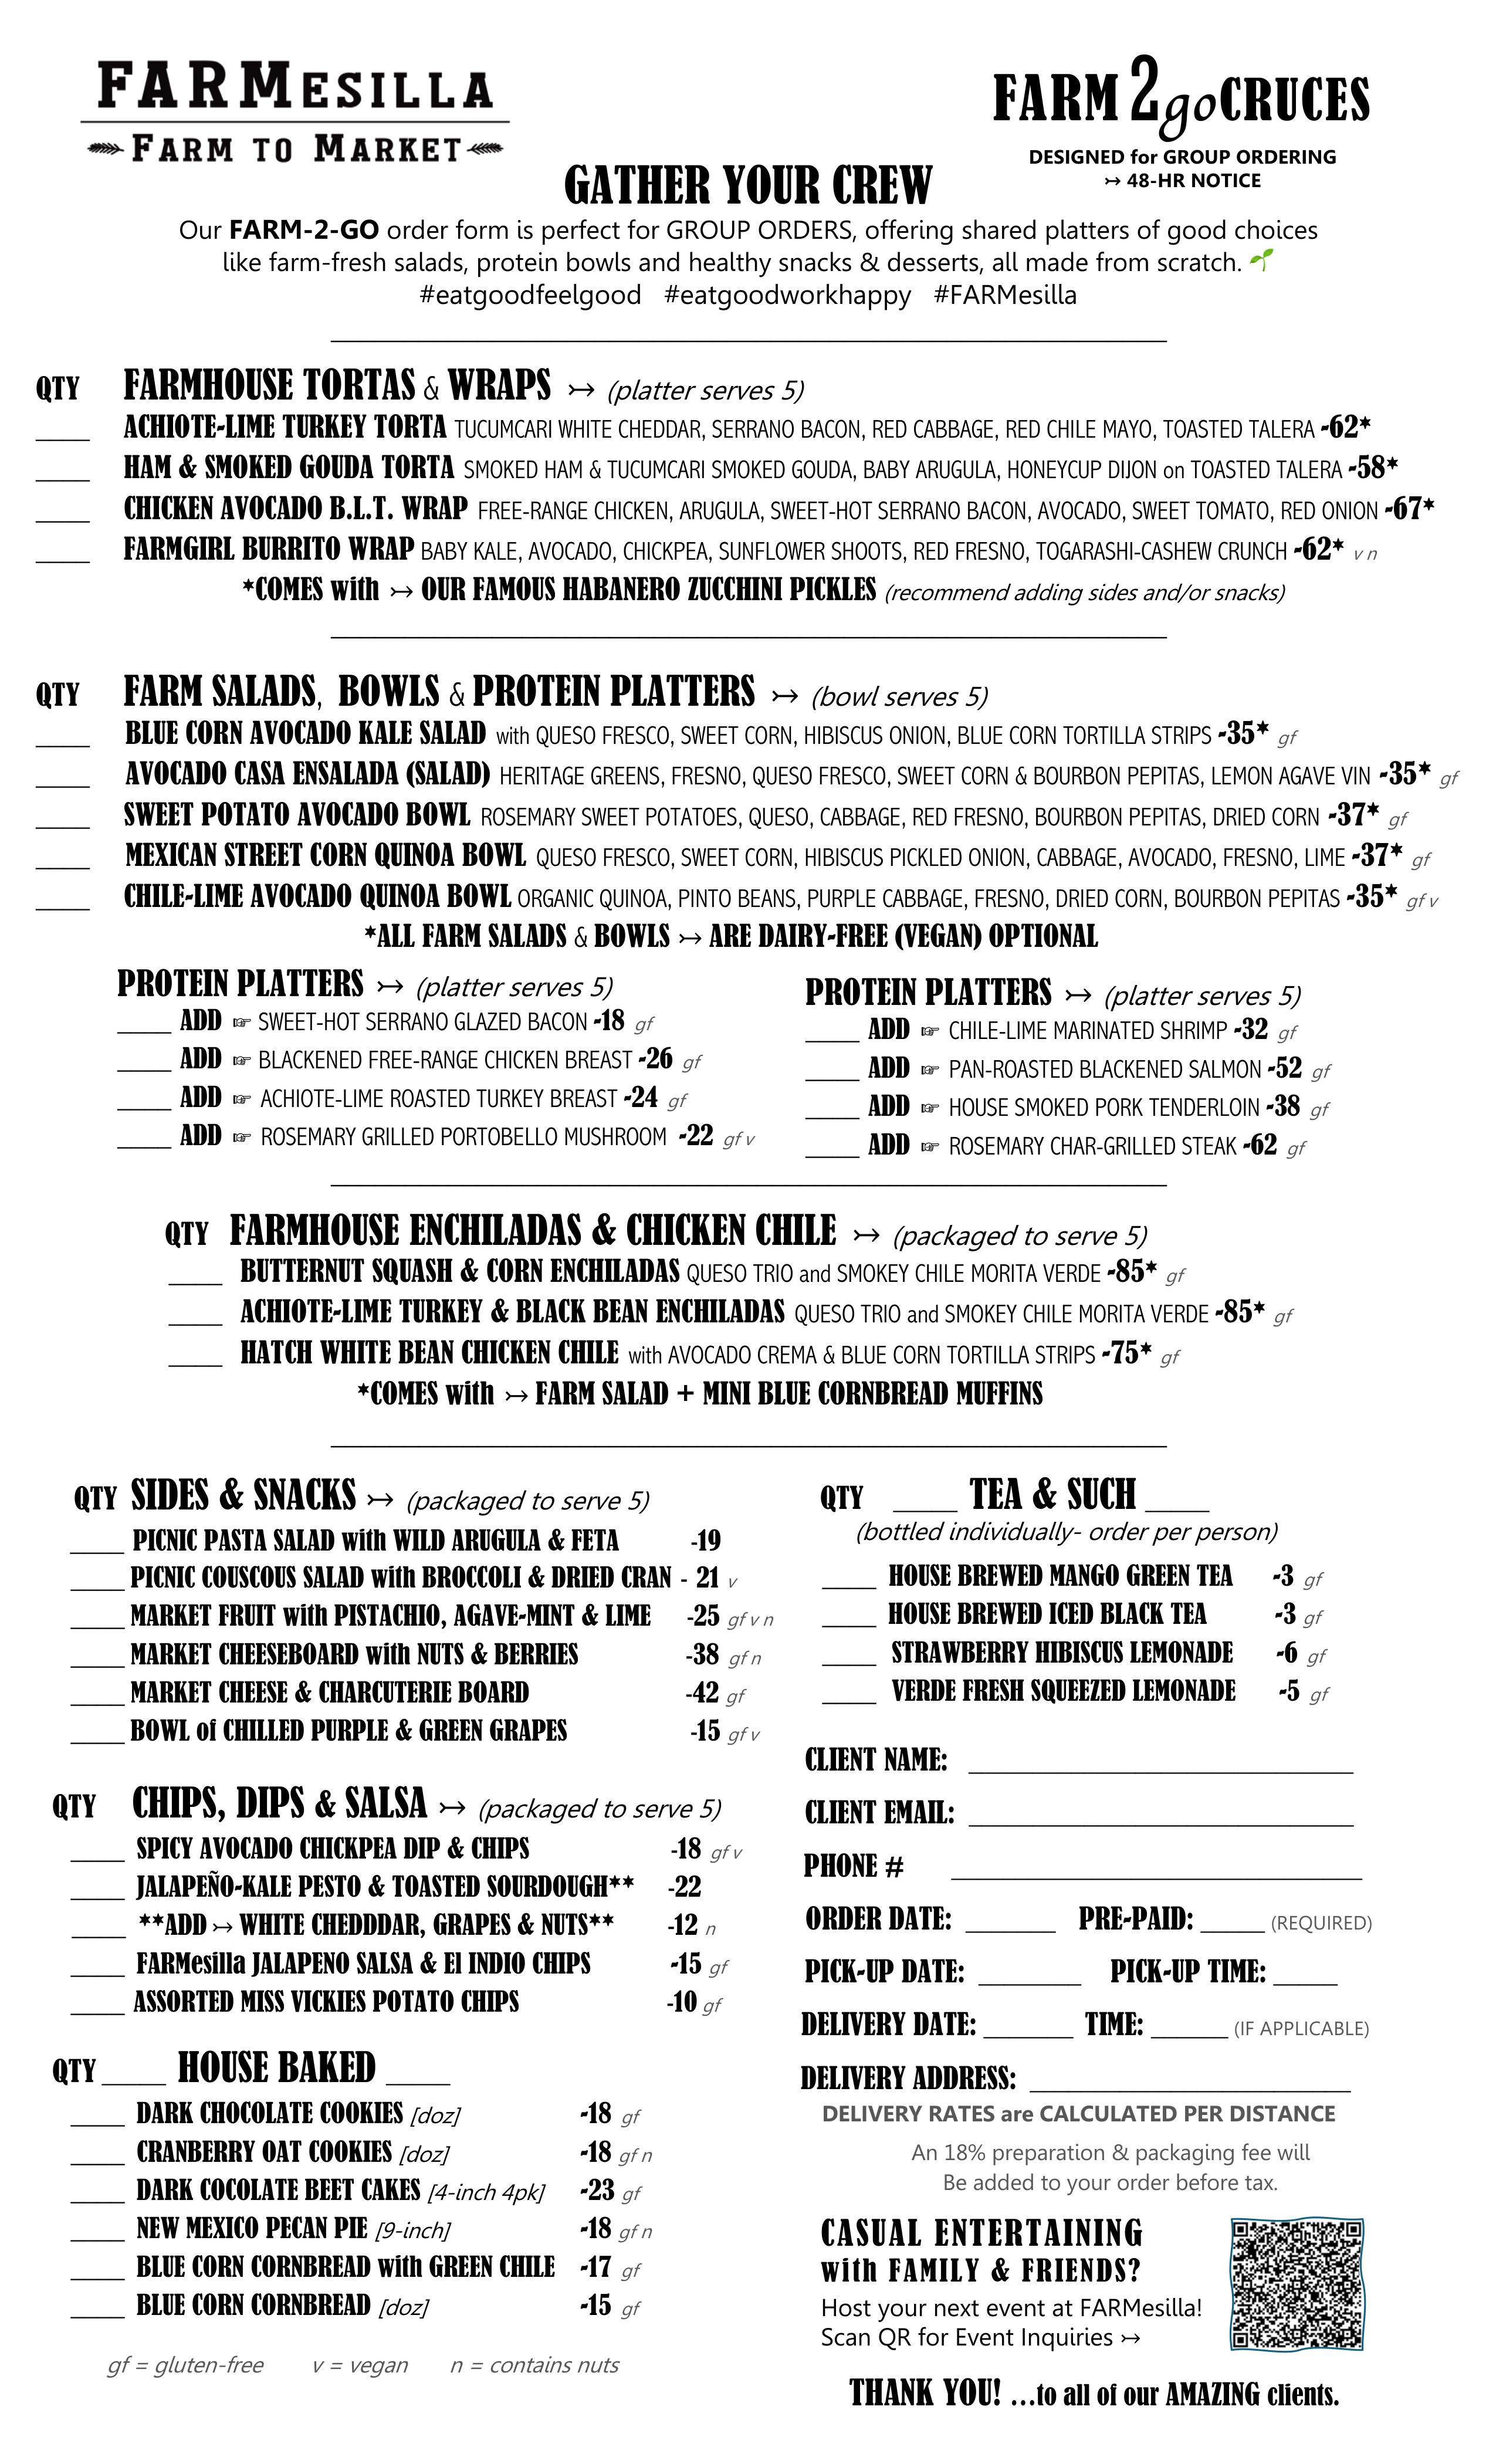 FARMESILLA
FARM TO MARKET
FARM 2go CRUCES
DESIGNED for GROUP ORDERING
↣ 48-HR NOTICE
GATHER YOUR CREW
Our FARM-2-GO order form is perfect for GROUP ORDERS, offering shared platters of good choices
like farm-fresh salads, protein bowls and healthy snacks & desserts, all made from scratch. 🌱
#eatgoodfeelgood #eatgoodworkhappy #FARMesilla
QTY FARMHOUSE TORTAS & WRAPS ↣ (platter serves 5)
____ ACHIOTE-LIME TURKEY TORTA TUCUMCARI WHITE CHEDDAR, SERRANO BACON, RED CABBAGE, RED CHILE MAYO, TOASTED TALERA -62*
____ HAM & SMOKED GOUDA TORTA SMOKED HAM & TUCUMCARI SMOKED GOUDA, BABY ARUGULA, HONEYCUP DIJON on TOASTED TALERA -58*
____ CHICKEN AVOCADO B.L.T. WRAP FREE-RANGE CHICKEN, ARUGULA, SWEET-HOT SERRANO BACON, AVOCADO, SWEET TOMATO, RED ONION -67*
____ FARMGIRL BURRITO WRAP BABY KALE, AVOCADO, CHICKPEA, SUNFLOWER SHOOTS, RED FRESNO, TOGARASHI-CASHEW CRUNCH -62* v n
*COMES with ↣ OUR FAMOUS HABANERO ZUCCHINI PICKLES (recommend adding sides and/or snacks)
QTY FARM SALADS, BOWLS & PROTEIN PLATTERS ↣ (bowl serves 5)
____ BLUE CORN AVOCADO KALE SALAD with QUESO FRESCO, SWEET CORN, HIBISCUS ONION, BLUE CORN TORTILLA STRIPS -35* gf
____ AVOCADO CASA ENSALADA (SALAD) HERITAGE GREENS, FRESNO, QUESO FRESCO, SWEET CORN & BOURBON PEPITAS, LEMON AGAVE VIN -35* gf
____ SWEET POTATO AVOCADO BOWL ROSEMARY SWEET POTATOES, QUESO, CABBAGE, RED FRESNO, BOURBON PEPITAS, DRIED CORN -37* gf
____ MEXICAN STREET CORN QUINOA BOWL QUESO FRESCO, SWEET CORN, HIBISCUS PICKLED ONION, CABBAGE, AVOCADO, FRESNO, LIME -37* gf
____ CHILE-LIME AVOCADO QUINOA BOWL ORGANIC QUINOA, PINTO BEANS, PURPLE CABBAGE, FRESNO, DRIED CORN, BOURBON PEPITAS -35* gf v
*ALL FARM SALADS & BOWLS ↣ ARE DAIRY-FREE (VEGAN) OPTIONAL
PROTEIN PLATTERS ↣ (platter serves 5)
____ ADD ☞ SWEET-HOT SERRANO GLAZED BACON -18 gf
____ ADD ☞ BLACKENED FREE-RANGE CHICKEN BREAST -26 gf
____ ADD ☞ ACHIOTE-LIME ROASTED TURKEY BREAST -24 gf
____ ADD ☞ ROSEMARY GRILLED PORTOBELLO MUSHROOM -22 gf v
PROTEIN PLATTERS ↣ (platter serves 5)
____ ADD ☞ CHILE-LIME MARINATED SHRIMP -32 gf
____ ADD ☞ PAN-ROASTED BLACKENED SALMON -52 gf
____ ADD ☞ HOUSE SMOKED PORK TENDERLOIN -38 gf
____ ADD ☞ ROSEMARY CHAR-GRILLED STEAK -62 gf
QTY FARMHOUSE ENCHILADAS & CHICKEN CHILE ↣ (packaged to serve 5)
____ BUTTERNUT SQUASH & CORN ENCHILADAS QUESO TRIO and SMOKEY CHILE MORITA VERDE -85* gf
____ ACHIOTE-LIME TURKEY & BLACK BEAN ENCHILADAS QUESO TRIO and SMOKEY CHILE MORITA VERDE -85* gf
____ HATCH WHITE BEAN CHICKEN CHILE with AVOCADO CREMA & BLUE CORN TORTILLA STRIPS -75* gf
*COMES with ↣ FARM SALAD + MINI BLUE CORNBREAD MUFFINS
QTY SIDES & SNACKS ↣ (packaged to serve 5)
____ PICNIC PASTA SALAD with WILD ARUGULA & FETA -19
____ PICNIC COUSCOUS SALAD with BROCCOLI & DRIED CRAN - 21 v
____ MARKET FRUIT with PISTACHIO, AGAVE-MINT & LIME -25 gf v n
____ MARKET CHEESEBOARD with NUTS & BERRIES -38 gf n
____ MARKET CHEESE & CHARCUTERIE BOARD -42 gf
____ BOWL of CHILLED PURPLE & GREEN GRAPES -15 gf v
QTY CHIPS, DIPS & SALSA ↣ (packaged to serve 5)
____ SPICY AVOCADO CHICKPEA DIP & CHIPS -18 gf v
____ JALAPEÑO-KALE PESTO & TOASTED SOURDOUGH** -22
____ **ADD ↣ WHITE CHEDDDAR, GRAPES & NUTS** -12 n
____ FARMesilla JALAPENO SALSA & El INDIO CHIPS -15 gf
____ ASSORTED MISS VICKIES POTATO CHIPS -10 gf
QTY ____ HOUSE BAKED ____
____ DARK CHOCOLATE COOKIES [doz] -18 gf
____ CRANBERRY OAT COOKIES [doz] -18 gf n
____ DARK COCOLATE BEET CAKES [4-inch 4pk] -23 gf
____ NEW MEXICO PECAN PIE [9-inch] -18 gf n
____ BLUE CORN CORNBREAD with GREEN CHILE -17 gf
____ BLUE CORN CORNBREAD [doz] -15 gf
gf = gluten-free v = vegan n = contains nuts
QTY ____ TEA & SUCH ____
(bottled individually- order per person)
____ HOUSE BREWED MANGO GREEN TEA -3 gf
____ HOUSE BREWED ICED BLACK TEA -3 gf
____ STRAWBERRY HIBISCUS LEMONADE -6 gf
____ VERDE FRESH SQUEEZED LEMONADE -5 gf
CLIENT NAME: ____
CLIENT EMAIL: ____
PHONE # ____
ORDER DATE: ____ PRE-PAID: ____ (REQUIRED)
PICK-UP DATE: ____ PICK-UP TIME: ____
DELIVERY DATE: ____ TIME: ____ (IF APPLICABLE)
DELIVERY ADDRESS: ____
DELIVERY RATES are CALCULATED PER DISTANCE
An 18% preparation & packaging fee will
Be added to your order before tax.
CASUAL ENTERTAINING
with FAMILY & FRIENDS?
Host your next event at FARMesilla!
Scan QR for Event Inquiries ↣
THANK YOU! ...to all of our AMAZING clients.